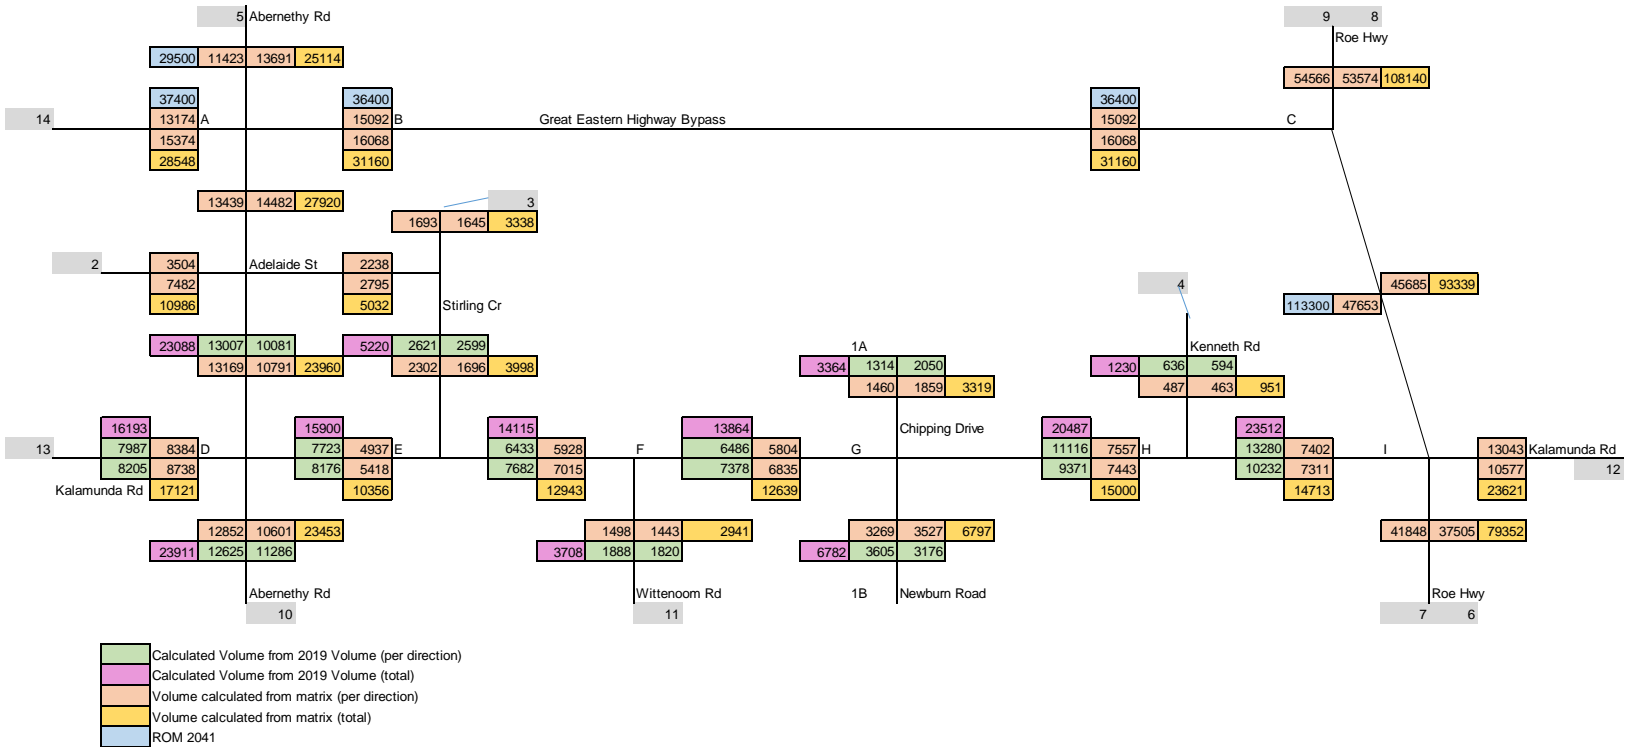 5 Abernethy Rd
9 8
Roe Hwy
29500 11423 13691 25114
54566 53574 108140
37400 36400 36400
14 13174 A 15092 B Great Eastern Highway Bypass 15092 C
15374 16068 16068
28548 31160 31160
13439 14482 27920
3
1693 1645 3338
2 3504 Adelaide St 2238
7482 2795
10986 5032
4
45685 93339
113300 47653
Stirling Cr
23088 13007 10081 5220 2621 2599 1A Kenneth Rd
13169 10791 23960 2302 1696 3998
3364 1314 2050 1230 636 594
1460 1859 3319 487 463 951
16193 15900 14115 13864 Chipping Drive 20487 23512
13 7987 8384 D 7723 4937 E 6433 5928 F 6486 5804 G 11116 7557 H 13280 7402 I 13043 Kalamunda Rd
8205 8738 8176 5418 7682 7015 7378 6835 9371 7443 10232 7311 10577 12
Kalamunda Rd 17121 10356 12943 12639 15000 14713 23621
12852 10601 23453 1498 1443 2941 3269 3527 6797 41848 37505 79352
23911 12625 11286 3708 1888 1820 6782 3605 3176
Abernethy Rd Wittenoom Rd 1B Newburn Road Roe Hwy
10 11 7 6
Calculated Volume from 2019 Volume (per direction)
Calculated Volume from 2019 Volume (total)
Volume calculated from matrix (per direction)
Volume calculated from matrix (total)
ROM 2041